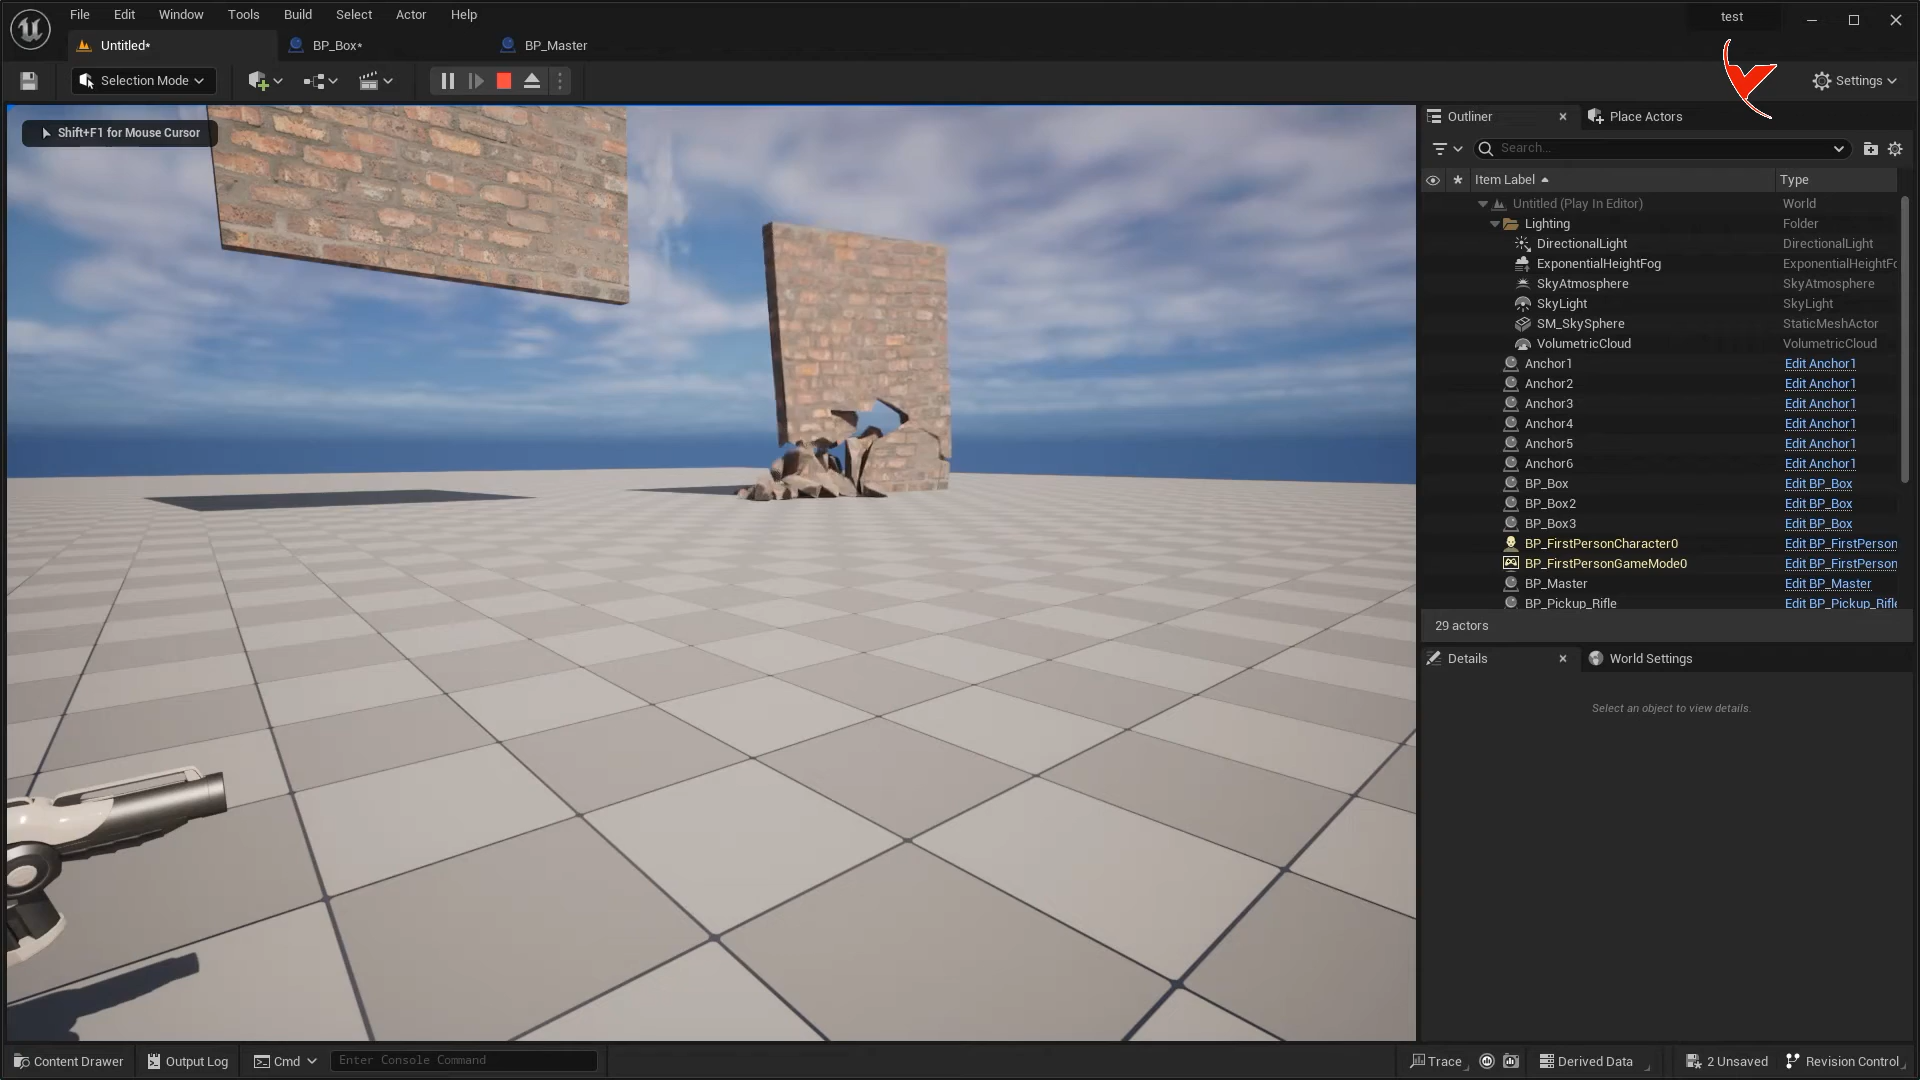 File Edit Window Tools Build Select Actor Help
test
Untitled*
BP_Box*
BP_Master
Selection Mode
Settings
Shift+F1 for Mouse Cursor
Outliner
Place Actors
Search...
Item Label
Type
Untitled (Play In Editor) World
Lighting Folder
DirectionalLight DirectionalLight
ExponentialHeightFog ExponentialHeightFo
SkyAtmosphere SkyAtmosphere
SkyLight SkyLight
SM_SkySphere StaticMeshActor
VolumetricCloud VolumetricCloud
Anchor1 Edit Anchor1
Anchor2 Edit Anchor1
Anchor3 Edit Anchor1
Anchor4 Edit Anchor1
Anchor5 Edit Anchor1
Anchor6 Edit Anchor1
BP_Box Edit BP_Box
BP_Box2 Edit BP_Box
BP_Box3 Edit BP_Box
BP_FirstPersonCharacter0 Edit BP_FirstPerson
BP_FirstPersonGameMode0 Edit BP_FirstPerson
BP_Master Edit BP_Master
BP_Pickup_Rifle Edit BP_Pickup_Rifle
29 actors
Details
World Settings
Select an object to view details.
Content Drawer
Output Log
Cmd
Enter Console Command
Trace
Derived Data
2 Unsaved
Revision Control